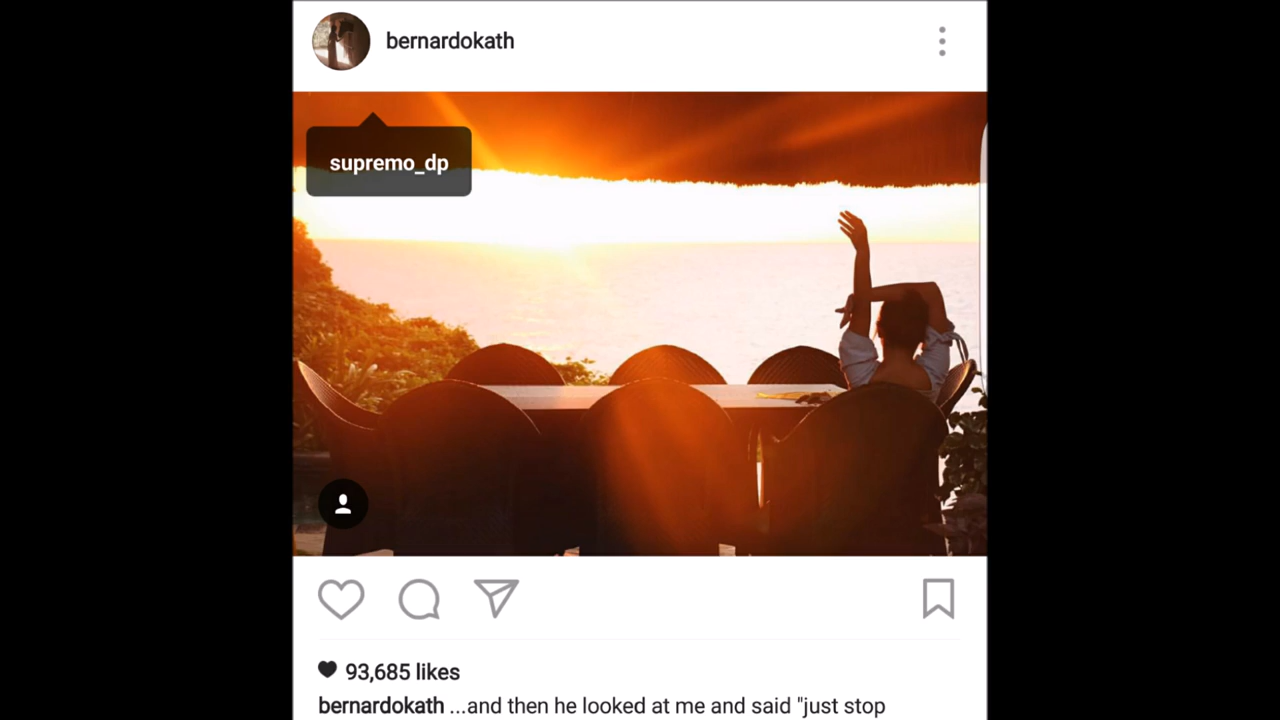 bernardokath
supremo_dp
93,685 likes
bernardokath ...and then he looked at me and said "just stop